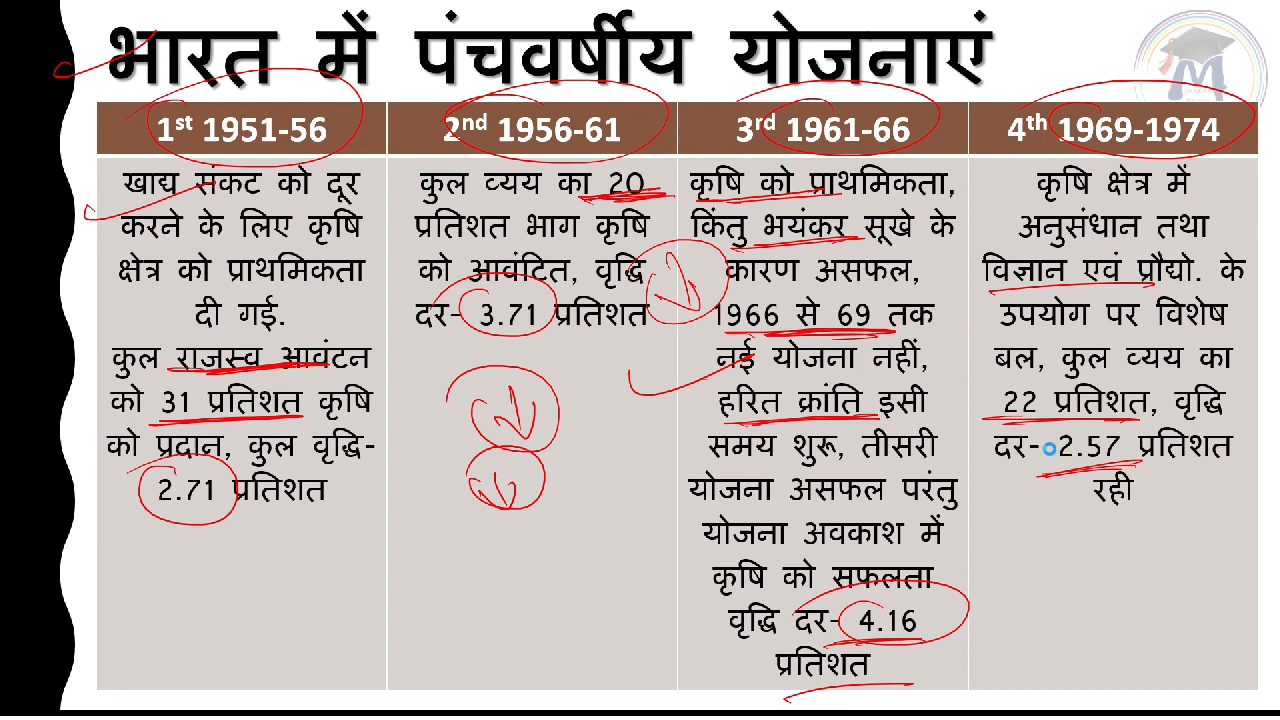 भारत में पंचवर्षीय योजनाएं
1st 1951-56
खाद्य संकट को दूर
करने के लिए कृषि
क्षेत्र को प्राथमिकता
दी गई.
कुल राजस्व आवंटन
को 31 प्रतिशत कृषि
को प्रदान, कुल वृद्धि-
2.71 प्रतिशत
2nd 1956-61
कुल व्यय का 20
प्रतिशत भाग कृषि
को आवंटित, वृद्धि
दर- 3.71 प्रतिशत
3rd 1961-66
कृषि को प्राथमिकता,
किंतु भयंकर सूखे के
कारण असफल,
1966 से 69 तक
नई योजना नहीं,
हरित क्रांति इसी
समय शुरू, तीसरी
योजना असफल परंतु
योजना अवकाश में
कृषि को सफलता
वृद्धि दर- 4.16
प्रतिशत
4th 1969-1974
कृषि क्षेत्र में
अनुसंधान तथा
विज्ञान एवं प्रौद्यो. के
उपयोग पर विशेष
बल, कुल व्यय का
22 प्रतिशत, वृद्धि
दर- 2.57 प्रतिशत
रही